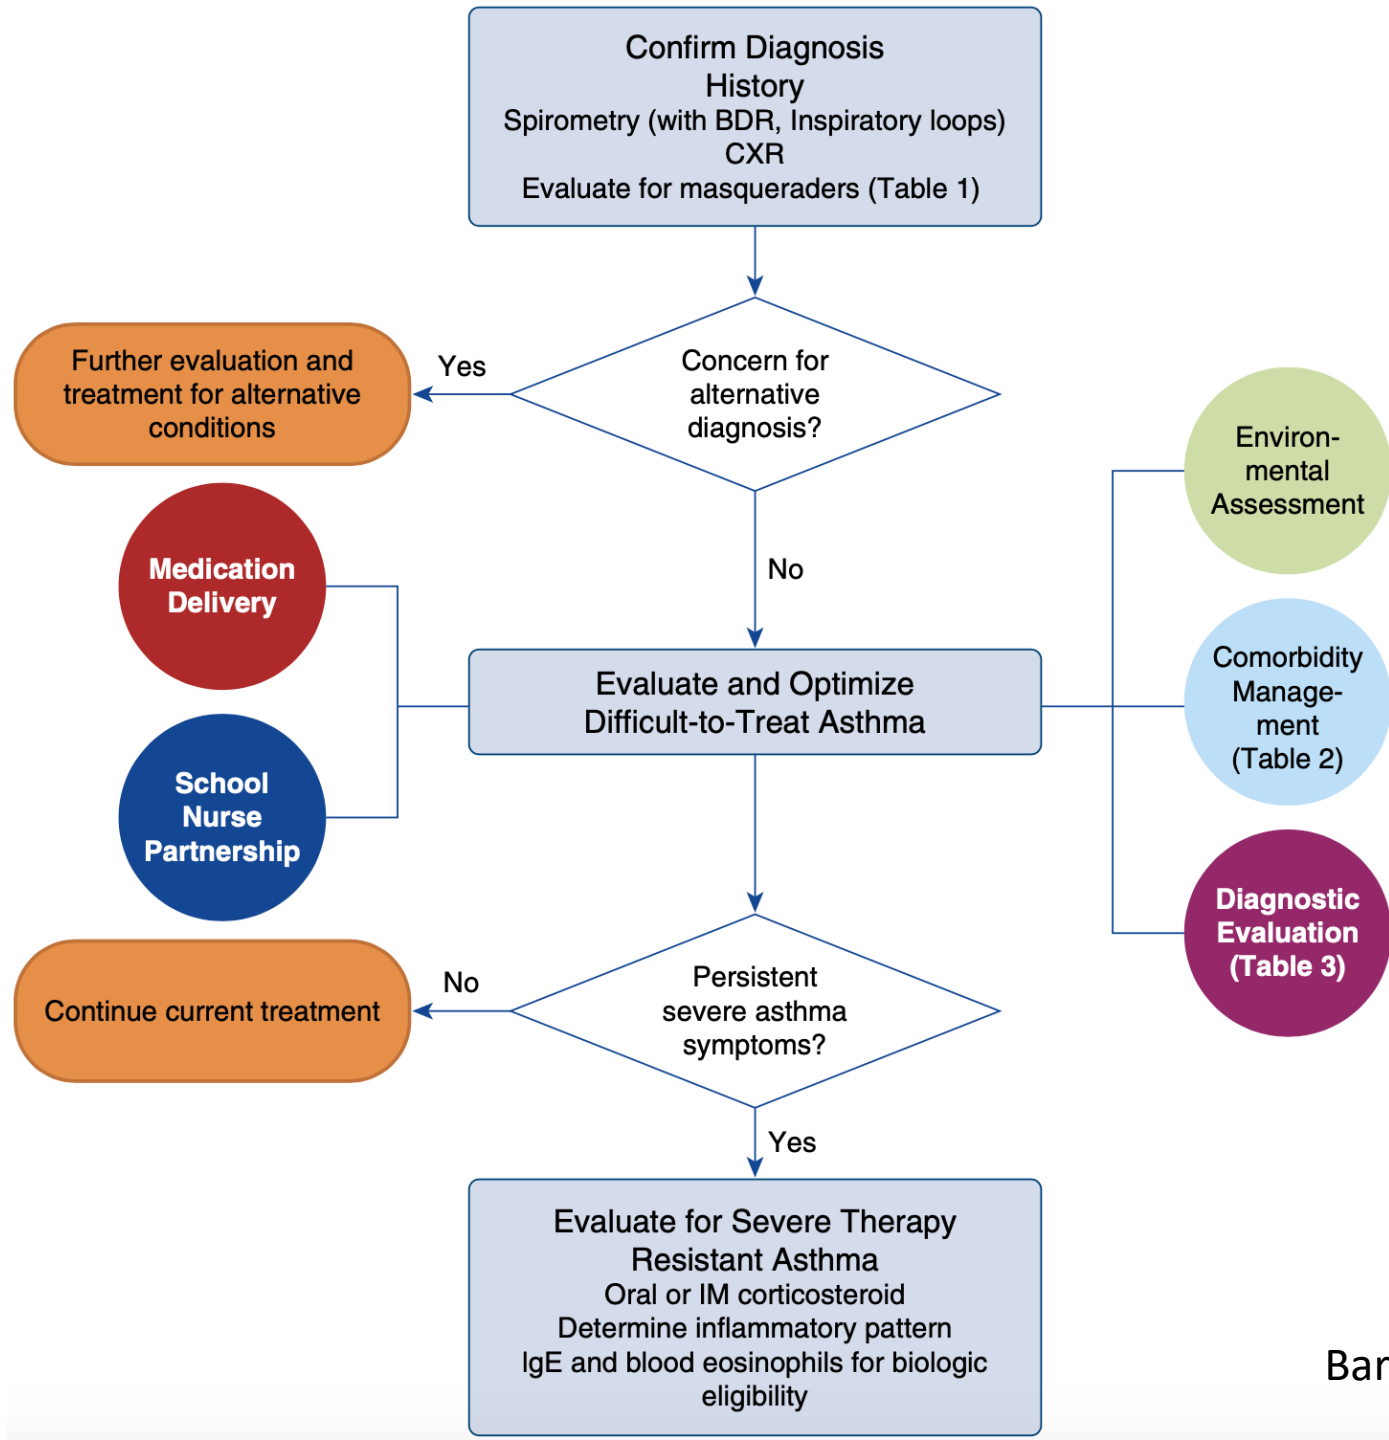 Confirm Diagnosis
History
Spirometry (with BDR, Inspiratory loops)
CXR
Evaluate for masqueraders (Table 1)
Concern for
alternative
diagnosis?
Yes
Further evaluation and
treatment for alternative
conditions
No
Environ-
mental
Assessment
Medication
Delivery
School
Nurse
Partnership
Evaluate and Optimize
Difficult-to-Treat Asthma
Comorbidity
Manage-
ment
(Table 2)
Diagnostic
Evaluation
(Table 3)
Persistent
severe asthma
symptoms?
No
Continue current treatment
Yes
Evaluate for Severe Therapy
Resistant Asthma
Oral or IM corticosteroid
Determine inflammatory pattern
IgE and blood eosinophils for biologic
eligibility
Bar